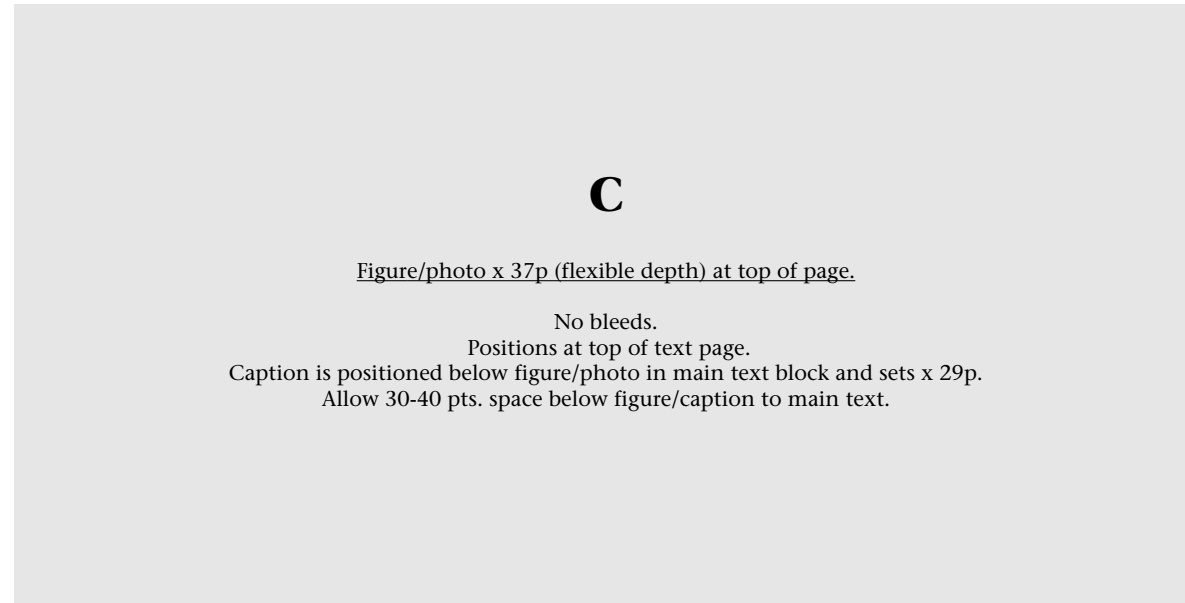 C
Figure/photo x 37p (flexible depth) at top of page.
No bleeds.
Positions at top of text page.
Caption is positioned below figure/photo in main text block and sets x 29p.
Allow 30-40 pts. space below figure/caption to main text.